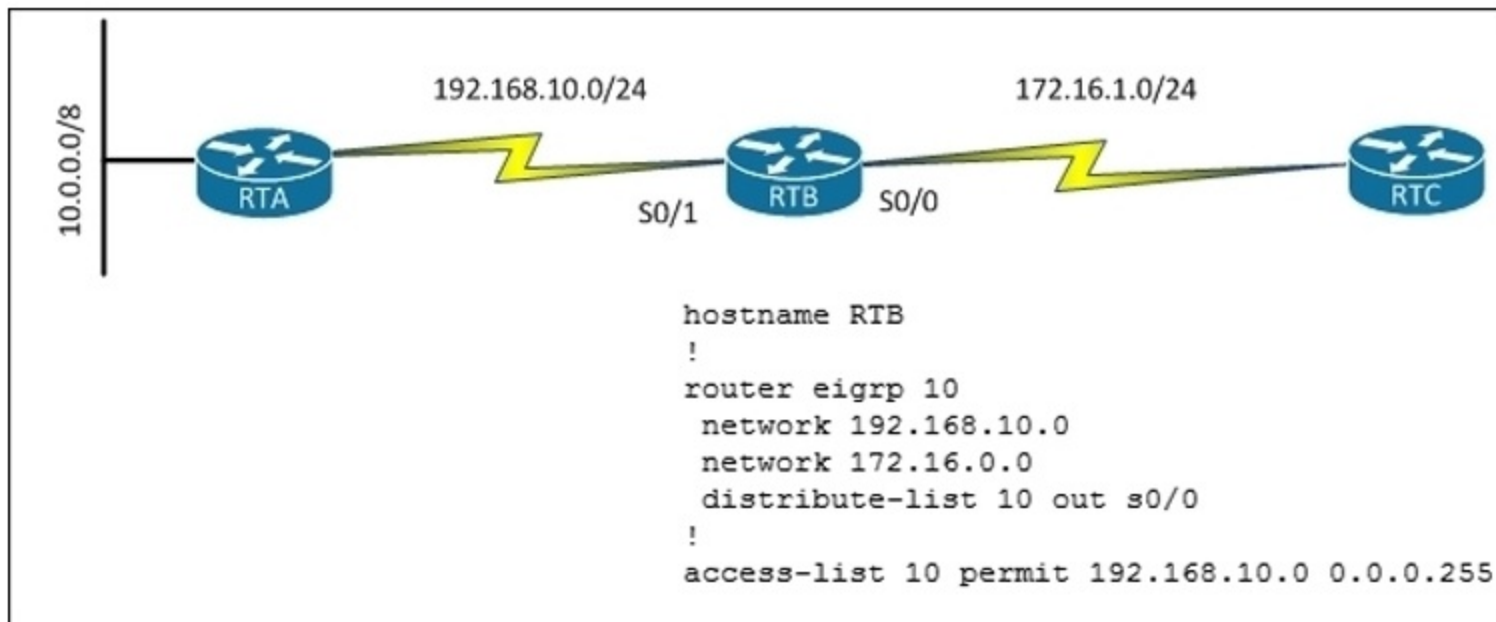 192.168.10.0/24
172.16.1.0/24
10.0.0.0/8
RTA
RTB
RTC
S0/1
S0/0
hostname RTB
!
router eigrp 10
network 192.168.10.0
network 172.16.0.0
distribute-list 10 out s0/0
!
access-list 10 permit 192.168.10.0 0.0.0.255